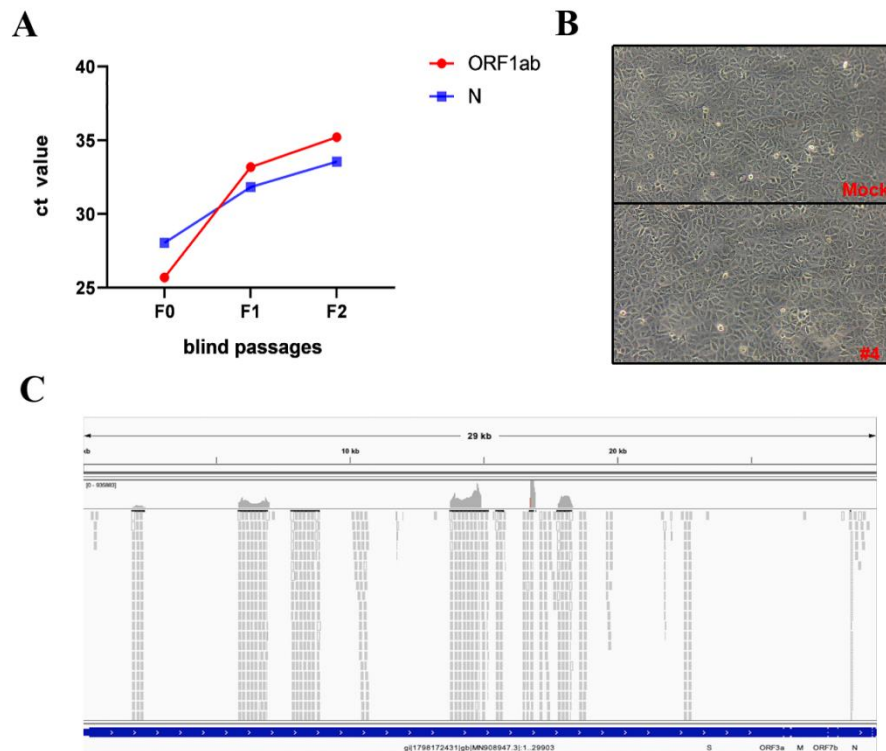 A
40
35
30
25
ct value
F0 F1 F2
blind passages
ORF1ab
N
B
Mock
#4
C
29 kb
kb 10 kb 20 kb
gi|1798172431|gb|MN908947.3|:1..29903
S ORF3a M ORF7b N